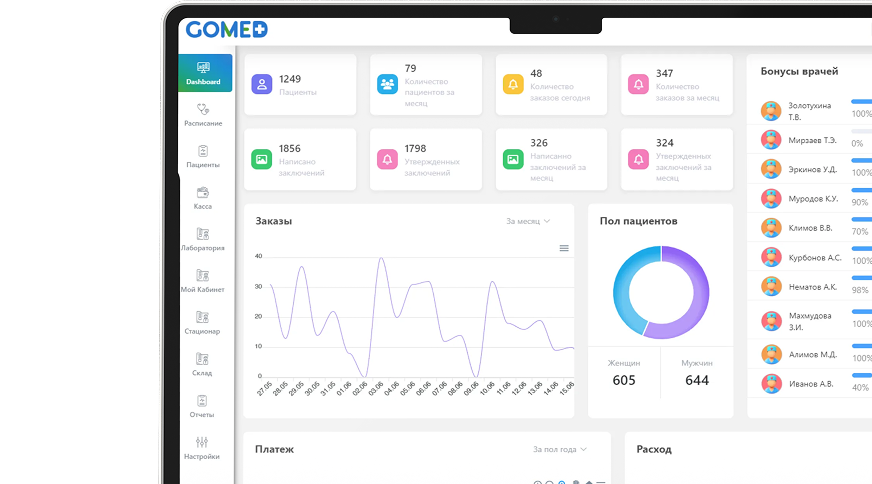 GOMED
Dashboard
Расписание
Пациенты
Касса
Лаборатория
Мой Кабинет
Стационар
Склад
Отчеты
Настройки
1249
Пациенты
79
Количество
пациентов за
месяц
48
Количество
заказов сегодня
347
Количество
заказов за месяц
1856
Написано
заключений
1798
Утвержденных
заключений
326
Написанно
заключений за
месяц
324
Утвержденных
заключений за
месяц
Заказы
За месяц
40
30
20
10
0
27.05 28.05 29.05 30.05 31.05 01.06 02.06 03.06 04.06 05.06 06.06 07.06 08.06 09.06 10.06 11.06 12.06 13.06 14.06 15.06
Пол пациентов
Женщин
605
Мужчин
644
Бонусы врачей
Золотухина
Т.В.
100%
Мирзаев Т.Э.
0%
Эркинов У.Д.
100%
Муродов К.У.
90%
Климов В.В.
70%
Курбонов А.С.
100%
Нематов А.К.
98%
Махмудова
З.И.
100%
Алимов М.Д.
100%
Иванов А.В.
40%
Платеж
За пол года
Расход